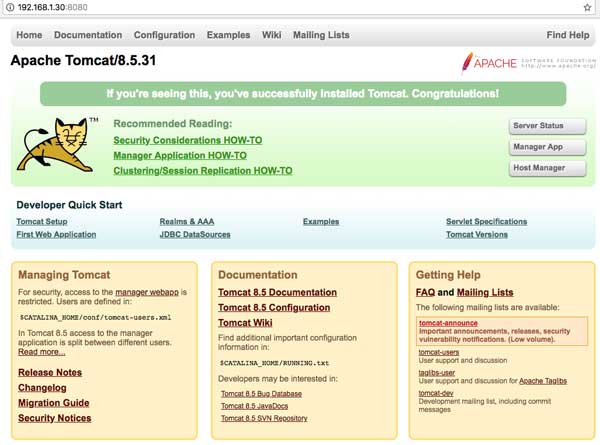 192.168.1.30:8080
Home Documentation Configuration Examples Wiki Mailing Lists Find Help
Apache Tomcat/8.5.31
APACHE SOFTWARE FOUNDATION
http://www.apache.org/
If you're seeing this, you've successfully installed Tomcat. Congratulations!
TM
Recommended Reading:
Security Considerations HOW-TO
Manager Application HOW-TO
Clustering/Session Replication HOW-TO
Server Status
Manager App
Host Manager
Developer Quick Start
Tomcat Setup
First Web Application
Realms & AAA
JDBC DataSources
Examples
Servlet Specifications
Tomcat Versions
Managing Tomcat
For security, access to the manager webapp is
restricted. Users are defined in:
$CATALINA_HOME/conf/tomcat-users.xml
In Tomcat 8.5 access to the manager
application is split between different users.
Read more...
Release Notes
Changelog
Migration Guide
Security Notices
Documentation
Tomcat 8.5 Documentation
Tomcat 8.5 Configuration
Tomcat Wiki
Find additional important configuration
information in:
$CATALINA_HOME/RUNNING.txt
Developers may be interested in:
Tomcat 8.5 Bug Database
Tomcat 8.5 JavaDocs
Tomcat 8.5 SVN Repository
Getting Help
FAQ and Mailing Lists
The following mailing lists are available:
tomcat-announce
Important announcements, releases, security
vulnerability notifications. (Low volume).
tomcat-users
User support and discussion
taglibs-user
User support and discussion for Apache Taglibs
tomcat-dev
Development mailing list, including commit
messages